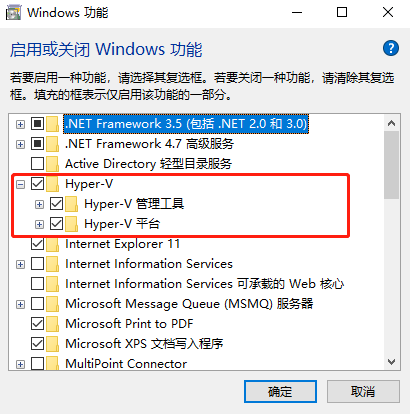 Windows 功能
启用或关闭 Windows 功能
若要启用一种功能，请选择其复选框。若要关闭一种功能，请清除其复选
框。填充的框表示仅启用该功能的一部分。
.NET Framework 3.5 (包括 .NET 2.0 和 3.0)
.NET Framework 4.7 高级服务
Active Directory 轻型目录服务
Hyper-V
Hyper-V 管理工具
Hyper-V 平台
Internet Explorer 11
Internet Information Services
Internet Information Services 可承载的 Web 核心
Microsoft Message Queue (MSMQ) 服务器
Microsoft Print to PDF
Microsoft XPS 文档写入程序
MultiPoint Connector
确定
取消